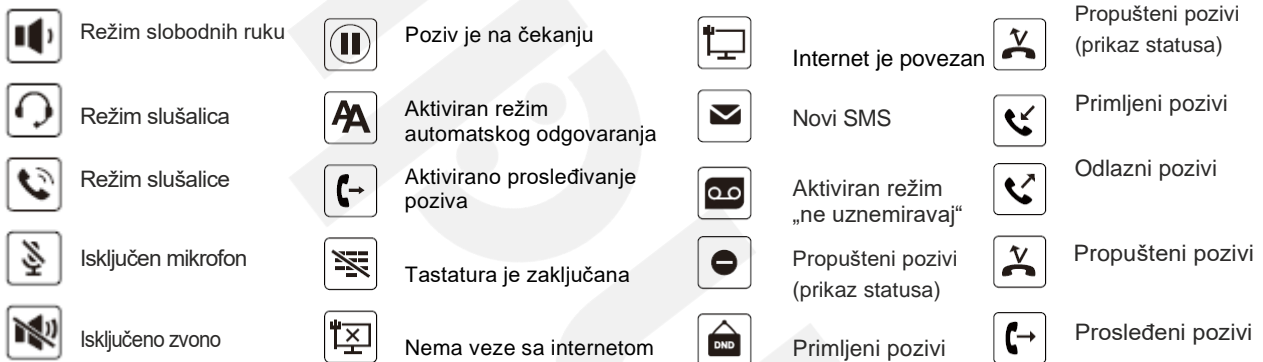 Režim slobodnih ruku
Režim slušalica
Režim slušalice
Isključen mikrofon
Isključeno zvono
Poziv je na čekanju
Aktiviran režim
automatskog odgovaranja
Aktivirano prosleđivanje
poziva
Tastatura je zaključana
Nema veze sa internetom
Internet je povezan
Novi SMS
Aktiviran režim
„ne uznemiravaj“
Propušteni pozivi
(prikaz statusa)
DND
Primljeni pozivi
Propušteni pozivi
(prikaz statusa)
Primljeni pozivi
Odlazni pozivi
Propušteni pozivi
Prosleđeni pozivi